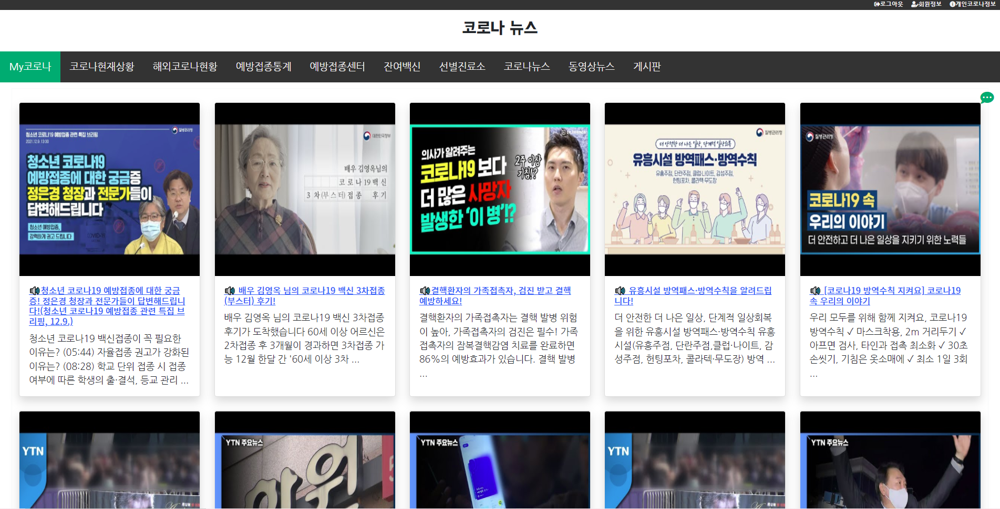 로그아웃 회원정보 개인코로나정보
코로나 뉴스
My코로나 코로나현재상황 해외코로나현황 예방접종통계 예방접종센터 잔여백신 선별진료소 코로나뉴스 동영상뉴스 게시판
질병관리청
청소년 코로나19 예방접종 관련 특집 브리핑
2021.12.9. 13:30
청소년 코로나19
예방접종에 대한 궁금증
정은경 청장과 전문가들이
답변해드립니다
청소년 예방접종,
강력하게 권고 드립니다
대한민국정부
배우 김영옥님의
코로나19백신
3차(부스터)접종 후기
의사가 알려주는
코로나19 보다
더 많은 사망자
발생한 '이 병'!?
2주 이상
기침!?
질병관리청
더 안전한 더 나은 일상, 단계적 일상회복
유흥시설 방역패스·방역수칙
유흥주점, 단란주점, 클럽·나이트, 감성주점,
헌팅포차, 콜라텍·무도장
질병관리청
코로나19 속
우리의 이야기
더 안전하고 더 나은 일상을 지키기 위한 노력들
청소년 코로나19 예방접종에 대한 궁금
증! 정은경 청장과 전문가들이 답변해드립니
다!(청소년 코로나19 예방접종 관련 특집 브
리핑, 12.9.)
청소년 코로나19 백신접종이 꼭 필요한
이유는? (05:44) 자율접종 권고가 강화된
이유는? (08:28) 학교 단위 접종 시 접종
여부에 따른 학생의 출·결석, 등교 관리 ...
배우 김영옥 님의 코로나19 백신 3차접종
(부스터) 후기!
배우 김영옥 님의 코로나19 백신 3차접종
후기가 도착했습니다 60세 이상 어르신은
2차접종 후 3개월이 경과하면 3차접종 가
능 12월 한달 간 '60세 이상 3차 ...
결핵환자의 가족접촉자, 검진 받고 결핵
예방하세요!
결핵환자의 가족접촉자는 결핵 발병 위험
이 높아, 가족접촉자의 검진은 필수! 가족
접촉자의 잠복결핵감염 치료를 완료하면
86%의 예방효과가 있습니다. 결핵 발병
...
유흥시설 방역패스·방역수칙을 알려드립
니다!
더 안전한 더 나은 일상, 단계적 일상회복
을 위한 유흥시설 방역패스·방역수칙 유흥
시설(유흥주점, 단란주점,클럽·나이트, 감
성주점, 헌팅포차, 콜라텍·무도장) 방역 ...
[코로나19 방역수칙 지켜요] 코로나19
속 우리의 이야기
우리 모두를 위해 함께 지켜요, 코로나19
방역수칙 ✓ 마스크착용, 2m 거리두기 ✓
아프면 검사, 타인과 접촉 최소화 ✓ 30초
손씻기, 기침은 옷소매에 ✓ 최소 1일 3회
...
YTN
YTN 주요뉴스
YTN 주요뉴스
YTN
YTN 주요뉴스